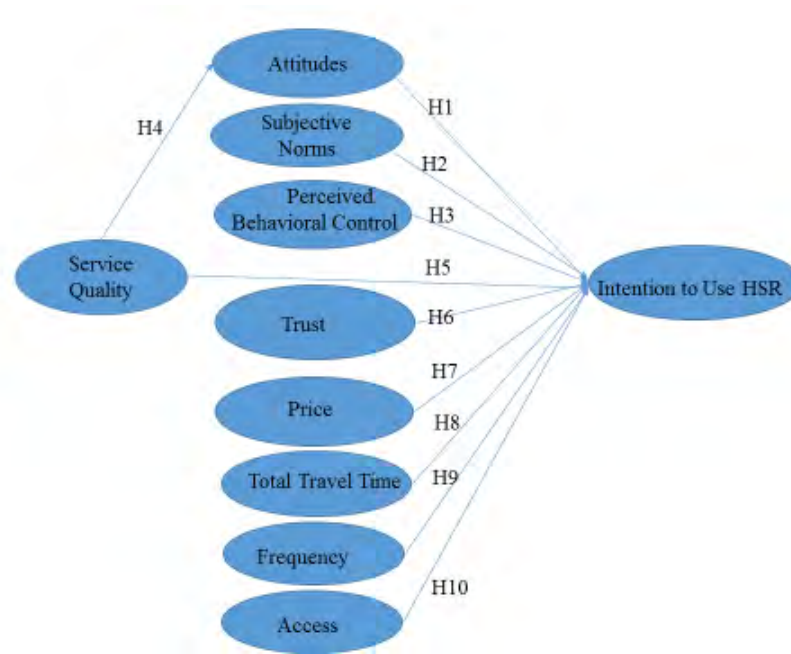 Attitudes
H1
H4
Subjective
Norms
H2
Perceived
Behavioral Control
H3
Service
Quality
H5
Intention to Use HSR
Trust
H6
H7
Price
H8
Total Travel Time
H9
Frequency
H10
Access